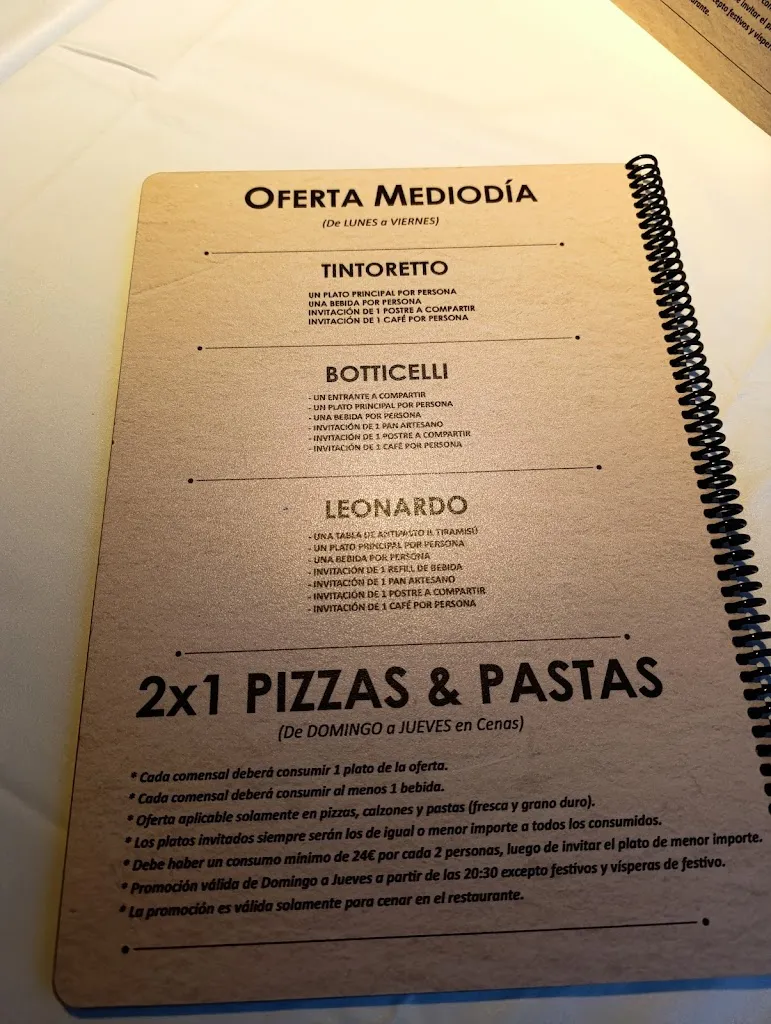 OFERTA MEDIODÍA
(De LUNES a VIERNES)
TINTORETTO
UN PLATO PRINCIPAL POR PERSONA
UNA BEBIDA POR PERSONA
INVITACIÓN DE 1 POSTRE A COMPARTIR
INVITACIÓN DE 1 CAFÉ POR PERSONA
BOTTICELLI
- UN ENTRANTE A COMPARTIR
- UN PLATO PRINCIPAL POR PERSONA
- UNA BEBIDA POR PERSONA
- INVITACIÓN DE 1 PAN ARTESANO
- INVITACIÓN DE 1 POSTRE A COMPARTIR
- INVITACIÓN DE 1 CAFÉ POR PERSONA
LEONARDO
- UNA TABLA DE ANTIPASTO IL TIRAMISÚ
- UN PLATO PRINCIPAL POR PERSONA
- UNA BEBIDA POR PERSONA
- INVITACIÓN DE 1 REFILL DE BEBIDA
- INVITACIÓN DE 1 PAN ARTESANO
- INVITACIÓN DE 1 POSTRE A COMPARTIR
- INVITACIÓN DE 1 CAFÉ POR PERSONA
2x1 PIZZAS & PASTAS
(De DOMINGO a JUEVES en Cenas)
* Cada comensal deberá consumir 1 plato de la oferta.
* Cada comensal deberá consumir al menos 1 bebida.
* Oferta aplicable solamente en pizzas, calzones y pastas (fresca y grano duro).
* Los platos invitados siempre serán los de igual o menor importe a todos los consumidos.
* Debe haber un consumo mínimo de 24€ por cada 2 personas, luego de invitar el plato de menor importe.
* Promoción válida de Domingo a Jueves a partir de las 20:30 excepto festivos y vísperas de festivo.
* La promoción es válida solamente para cenar en el restaurante.
invitar el p
festivos y vísper